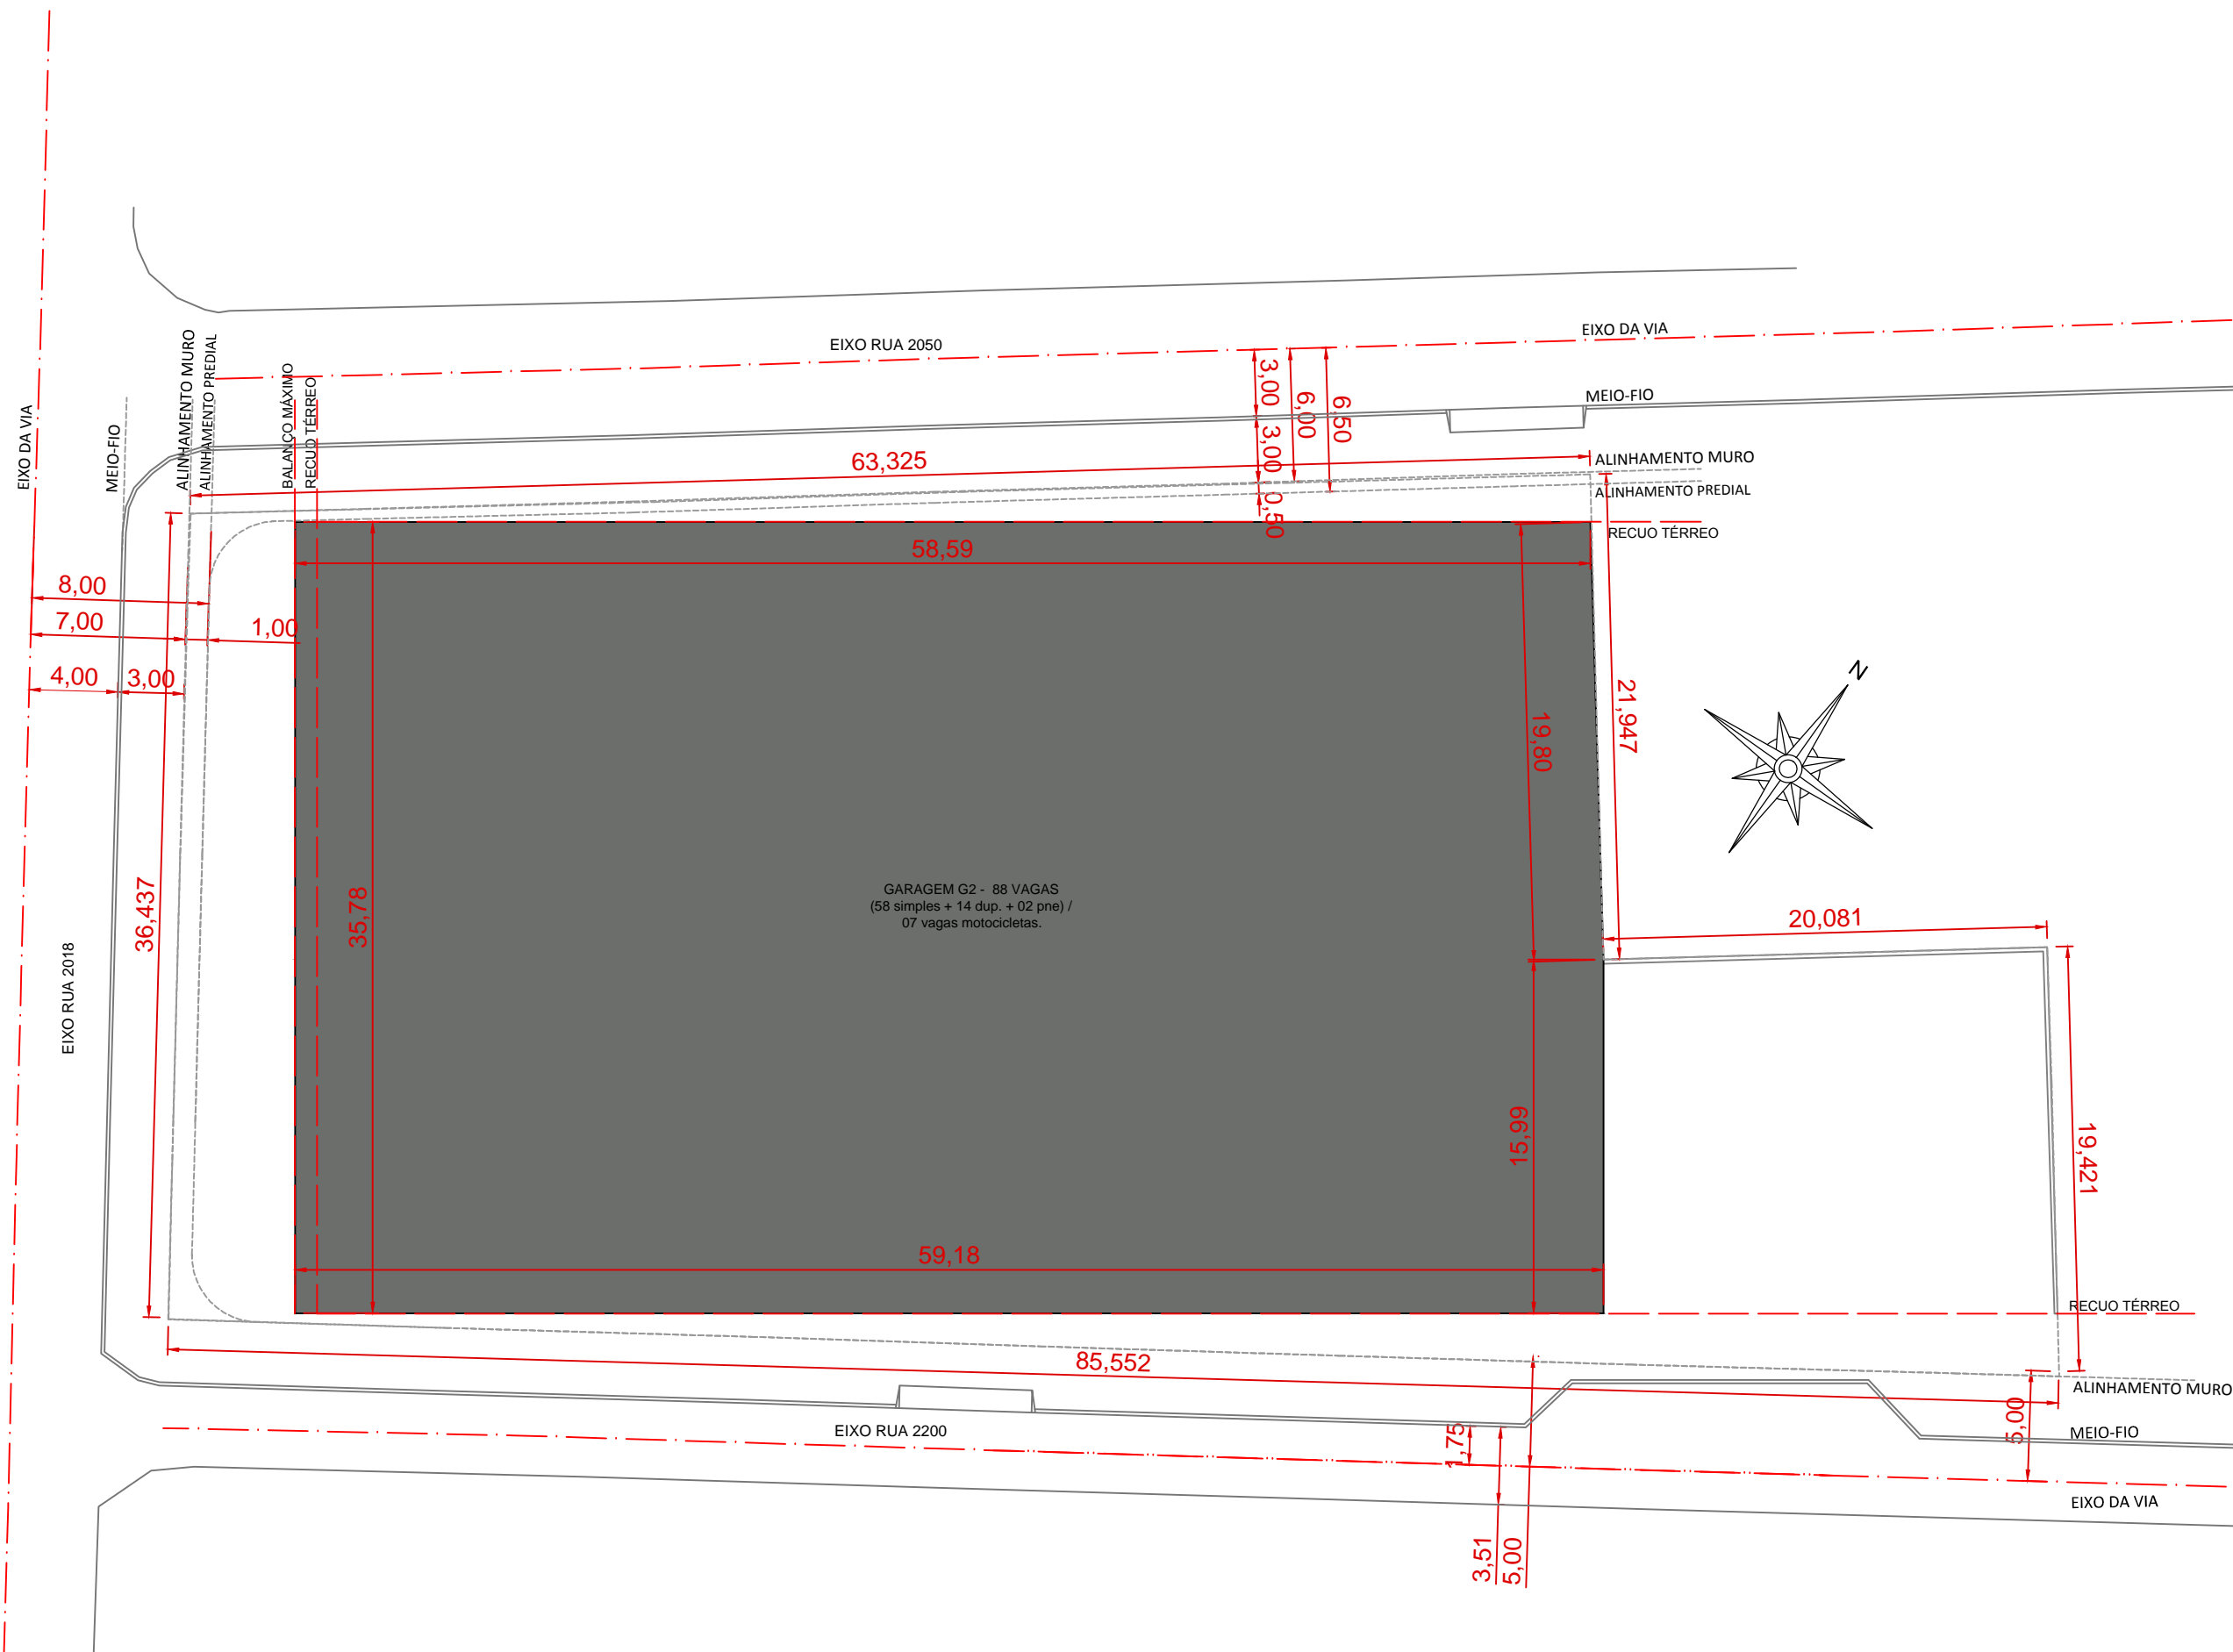 EIXO DA VIA
EIXO RUA 2050
EIXO DA VIA
MEIO-FIO
ALINHAMENTO MURO
ALINHAMENTO PREDIAL
BALANÇO MÁXIMO
RECUO TÉRREO
MEIO-FIO
3,00
6,00
6,50
3,00
0,50
63,325
ALINHAMENTO MURO
ALINHAMENTO PREDIAL
RECUO TÉRREO
58,59
8,00
7,00
1,00
4,00
3,00
N
21,947
19,80
36,437
35,78
GARAGEM G2 - 88 VAGAS
(58 simples + 14 dup. + 02 pne) /
07 vagas motocicletas.
20,081
EIXO RUA 2018
15,99
19,421
59,18
RECUO TÉRREO
85,552
ALINHAMENTO MURO
EIXO RUA 2200
1,75
5,00
MEIO-FIO
EIXO DA VIA
3,51
5,00